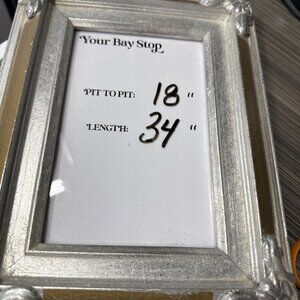 Your Bay Stop
PIT TO PIT: 18 "
LENGTH: 34 "